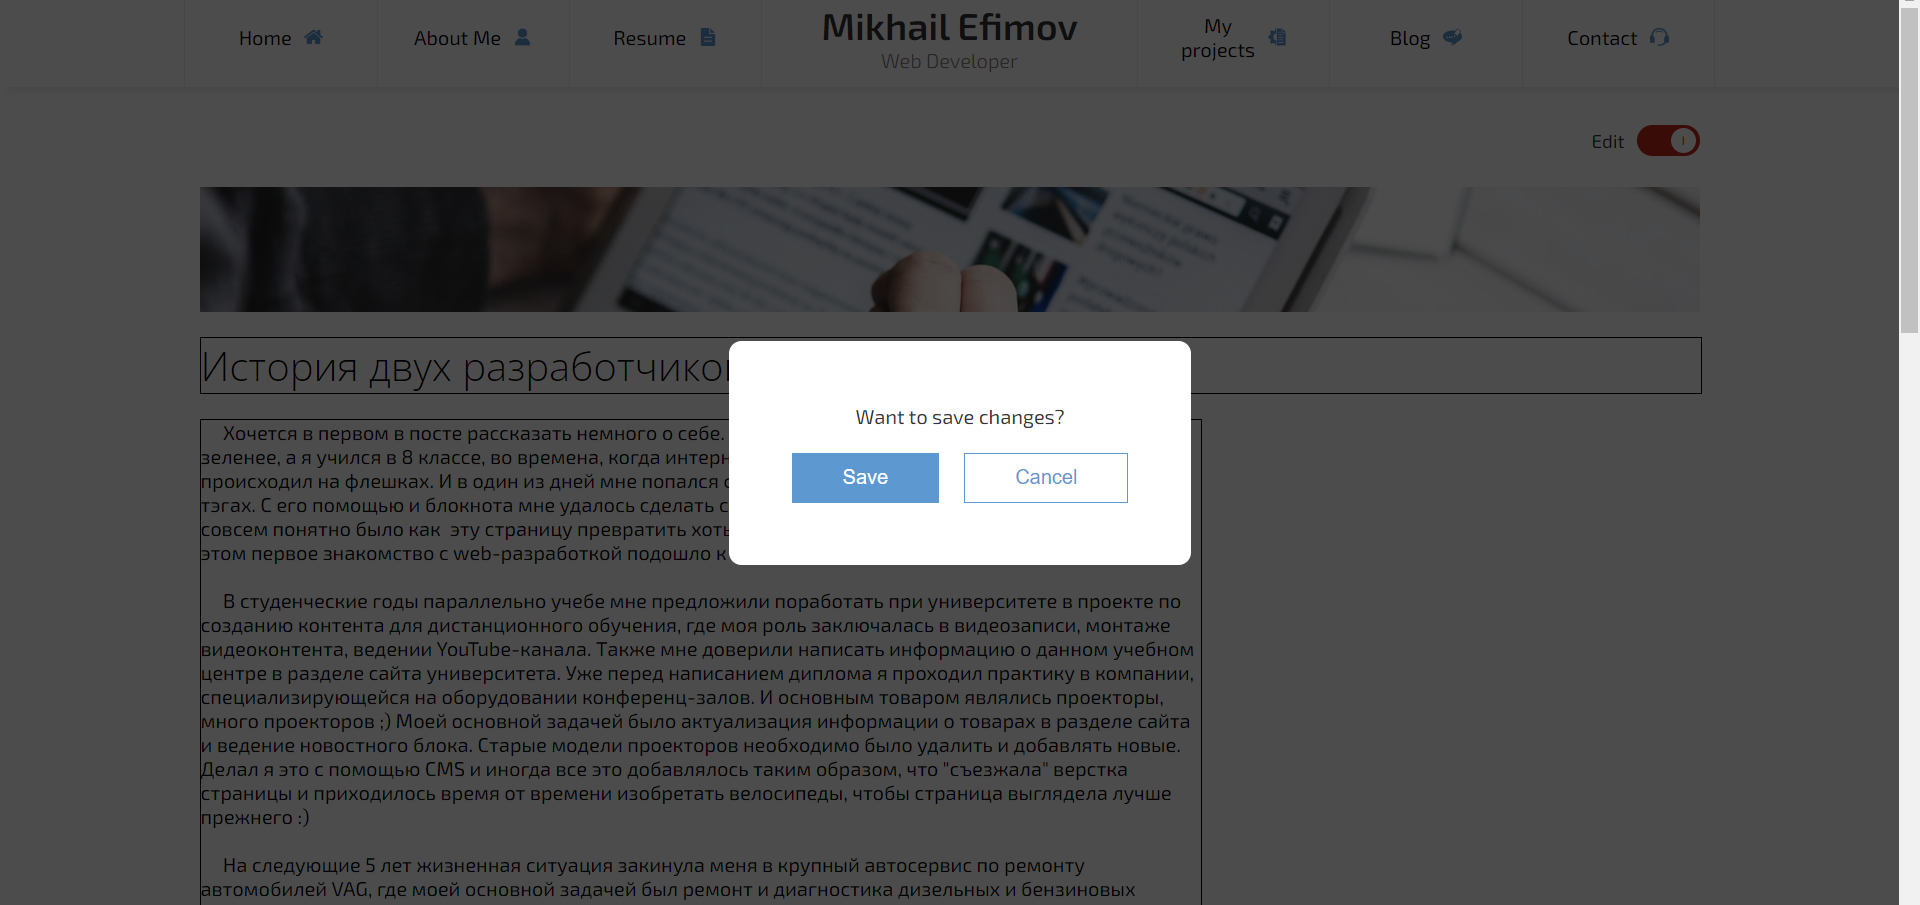 Home
About Me
Resume
Mikhail Efimov
Web Developer
My
projects
Blog
Contact
Edit
История двух разработчиков
Want to save changes?
Save
Cancel
Хочется в первом в посте рассказать немного о себе.
зеленее, а я учился в 8 классе, во времена, когда
происходил на флешках. И в один из дней мне попался
тэгах. С его помощью и блокнота мне удалось сделать
совсем понятно было как  эту страницу превратить хоть
этом первое знакомство с web-разработкой подошло к
В студенческие годы параллельно учебе мне предложили поработать при университете в проекте по
созданию контента для дистанционного обучения, где моя роль заключалась в видеозаписи, монтаже
видеоконтента, ведении YouTube-канала. Также мне доверили написать информацию о данном учебном
центре в разделе сайта университета. Уже перед написанием диплома я проходил практику в компании,
специализирующейся на оборудовании конференц-залов. И основным товаром являлись проекторы,
много проекторов ;) Моей основной задачей было актуализация информации о товарах в разделе сайта
и ведение новостного блока. Старые модели проекторов необходимо было удалить и добавлять новые.
Делал я это с помощью CMS и иногда все это добавлялось таким образом, что "съезжала" верстка
страницы и приходилось время от времени изобретать велосипеды, чтобы страница выглядела лучше
прежнего :)
На следующие 5 лет жизненная ситуация закинула меня в крупный автосервис по ремонту
автомобилей VAG, где моей основной задачей был ремонт и диагностика дизельных и бензиновых